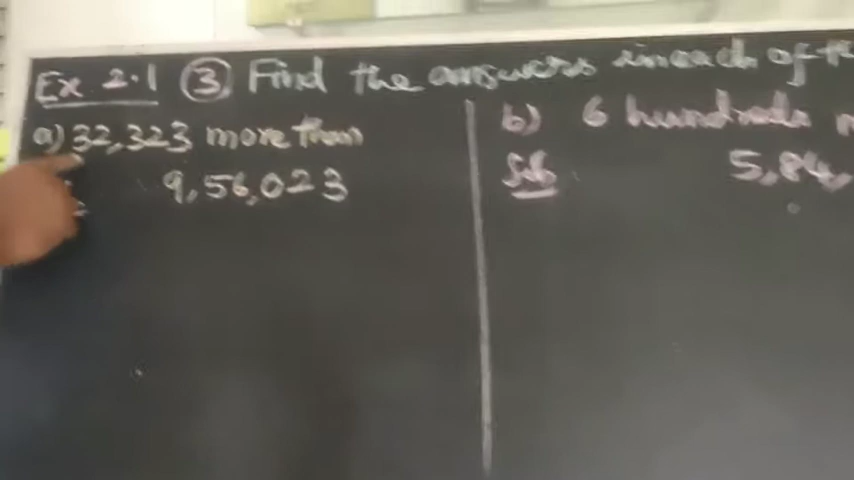 Ex 2.1 ③ Find the answers in each of th
a) 32,323 more than
9,56,023
b) 6 hundreds m
Sol
5,84,